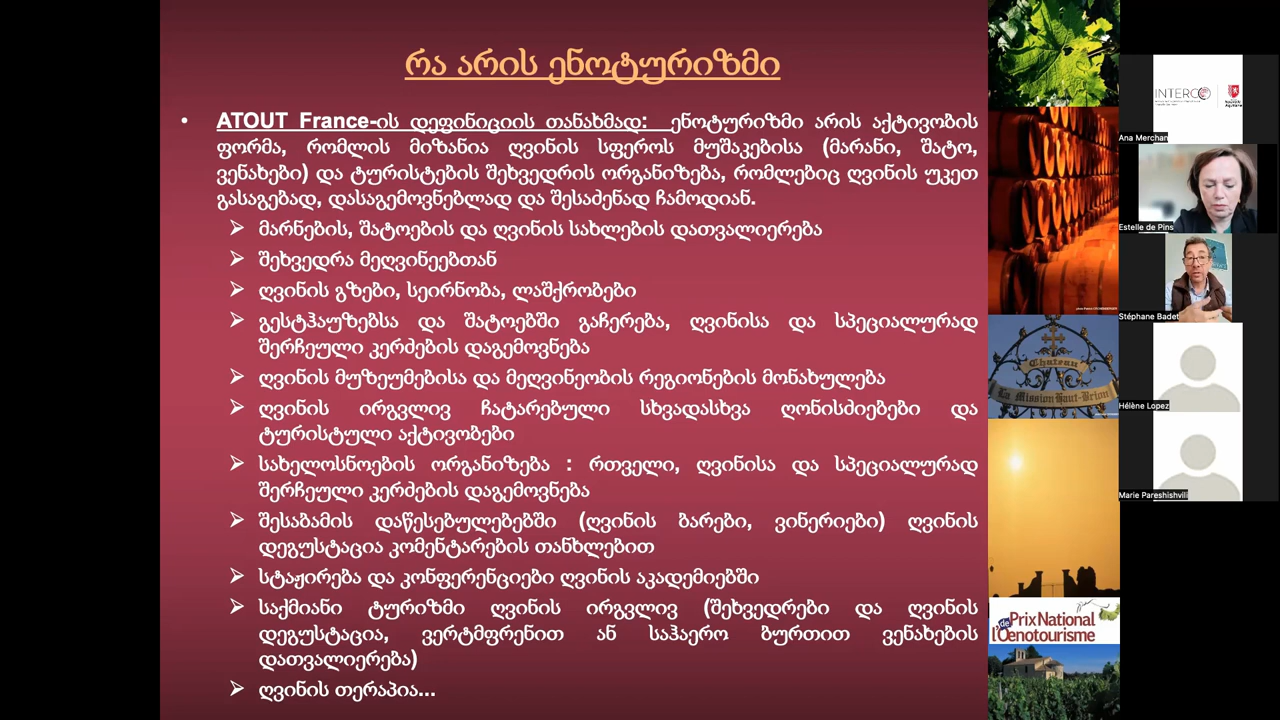 რა არის ენოტურიზმი
• ATOUT France-ის დეფინიციის თანახმად: ენოტურიზმი არის აქტივობის
ფორმა, რომლის მიზანია ღვინის სფეროს მუშაკებისა (მარანი, შატო,
ვენახები) და ტურისტების შეხვედრის ორგანიზება, რომლებიც ღვინის უკეთ
გასაგებად, დასაგემოვნებლად და შესაძენად ჩამოდიან.
➢ მარნების, შატოების და ღვინის სახლების დათვალიერება
➢ შეხვედრა მეღვინეებთან
➢ ღვინის გზები, სეირნობა, ლაშქრობები
➢ გესტჰაუზებსა და შატოებში გაჩერება, ღვინისა და სპეციალურად
შერჩეული კერძების დაგემოვნება
➢ ღვინის მუზეუმებისა და მეღვინეობის რეგიონების მონახულება
➢ ღვინის ირგვლივ ჩატარებული სხვადასხვა ღონისძიებები და
ტურისტული აქტივობები
➢ სახელოსნოების ორგანიზება : რთველი, ღვინისა და სპეციალურად
შერჩეული კერძების დაგემოვნება
➢ შესაბამის დაწესებულებებში (ღვინის ბარები, ვინერიები) ღვინის
დეგუსტაცია კომენტარების თანხლებით
➢ სტაჟირება და კონფერენციები ღვინის აკადემიებში
➢ საქმიანი ტურიზმი ღვინის ირგვლივ (შეხვედრები და ღვინის
დეგუსტაცია, ვერტმფრენით ან საჰაერო ბურთით ვენახების
დათვალიერება)
➢ ღვინის თერაპია...
Chateau
La Mission Haut-Brion
Prix National
de l'Oenotourisme
INTERCO
Ana Merchan
Estelle de Pins
Stéphane Badet
Hélène Lopez
Marie Pareshishvili